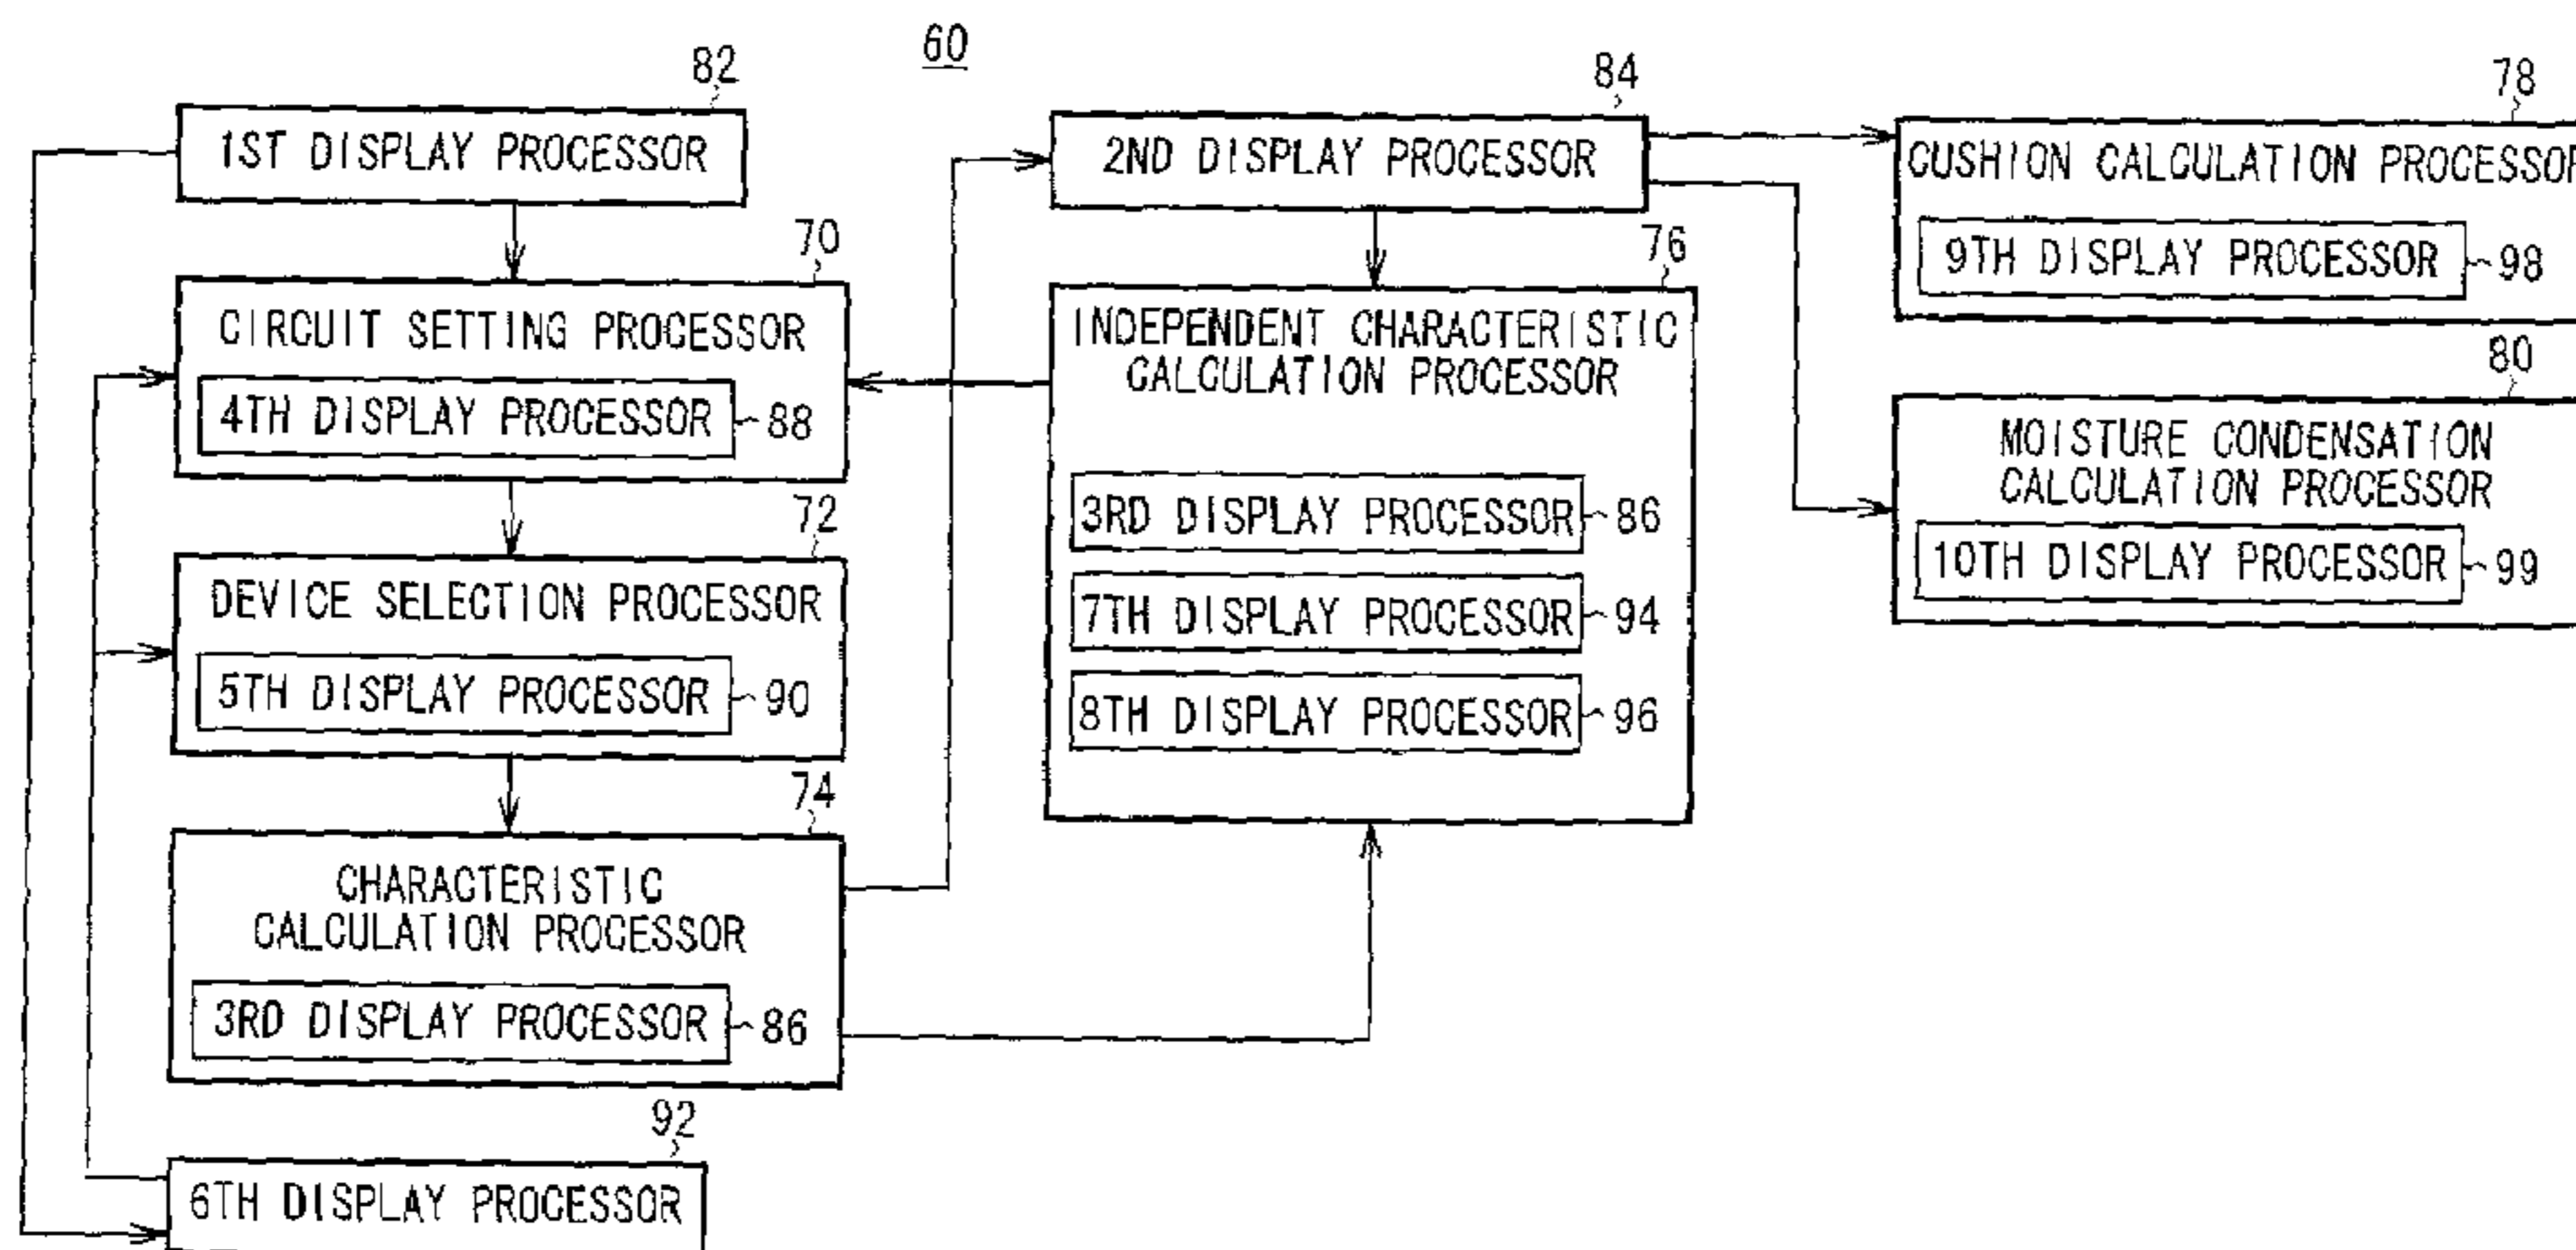 60
82
1ST DISPLAY PROCESSOR
70
CIRCUIT SETTING PROCESSOR
4TH DISPLAY PROCESSOR
88
72
DEVICE SELECTION PROCESSOR
5TH DISPLAY PROCESSOR
90
74
CHARACTERISTIC
CALCULATION PROCESSOR
3RD DISPLAY PROCESSOR
86
92
6TH DISPLAY PROCESSOR
84
2ND DISPLAY PROCESSOR
76
INDEPENDENT CHARACTERISTIC
CALCULATION PROCESSOR
3RD DISPLAY PROCESSOR
86
7TH DISPLAY PROCESSOR
94
8TH DISPLAY PROCESSOR
96
78
CUSHION CALCULATION PROCESSOR
9TH DISPLAY PROCESSOR
98
80
MOISTURE CONDENSATION
CALCULATION PROCESSOR
10TH DISPLAY PROCESSOR
99